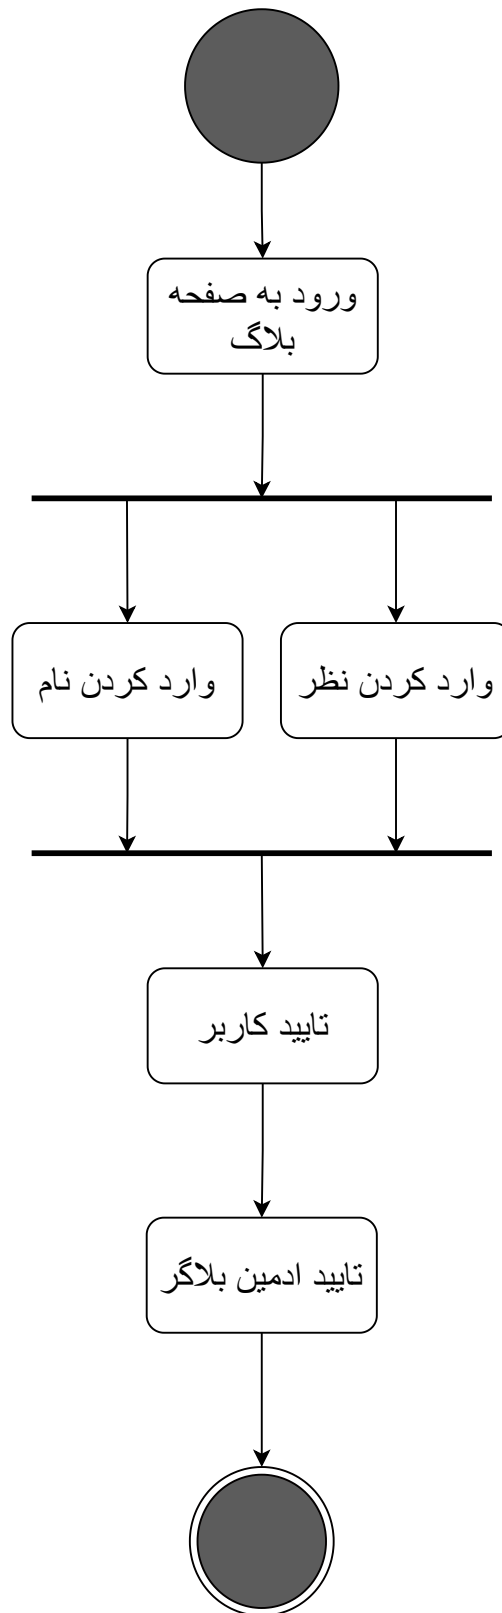 ورود به صفحه
بلاگ
وارد کردن نظر
وارد کردن نام
تایید کاربر
تایید ادمین بلاگر